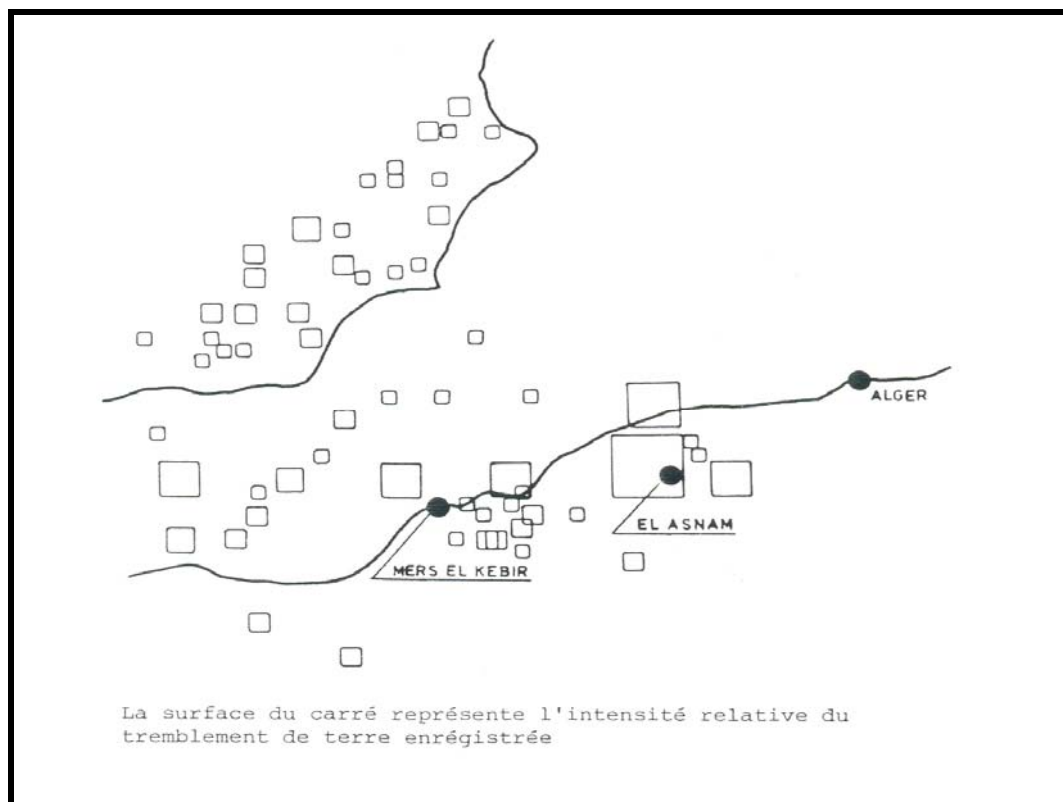 ALGER
EL ASNAM
MERS EL KEBIR
La surface du carré représente l'intensité relative du
tremblement de terre enrégistrée